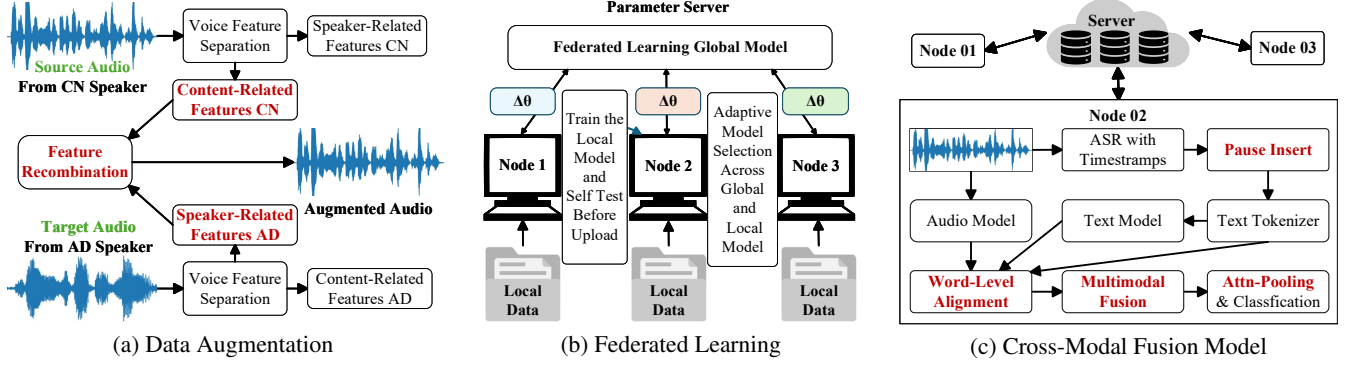 Source Audio
From CN Speaker
Voice Feature
Separation
Speaker-Related
Features CN
Content-Related
Features CN
Feature
Recombination
Augmented Audio
Speaker-Related
Features AD
Target Audio
From AD Speaker
Voice Feature
Separation
Content-Related
Features AD
(a) Data Augmentation
Parameter Server
Federated Learning Global Model
Δθ
Δθ
Δθ
Node 1
Train the
Local
Model
and
Self Test
Before
Upload
Node 2
Adaptive
Model
Selection
Across
Global
and
Local
Model
Node 3
Local
Data
Local
Data
Local
Data
(b) Federated Learning
Server
Node 01
Node 03
Node 02
ASR with
Timestramps
Pause Insert
Audio Model
Text Model
Text Tokenizer
Word-Level
Alignment
Multimodal
Fusion
Attn-Pooling
& Classfication
(c) Cross-Modal Fusion Model